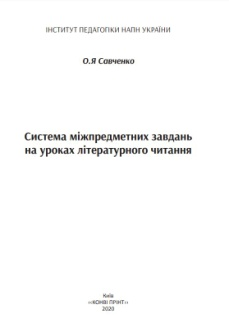 ІНСТИТУТ ПЕДАГОГІКИ НАПН УКРАЇНИ
О.Я Савченко
Система міжпредметних завдань
на уроках літературного читання
Київ
«КОНВІ ПРІНТ»
2020